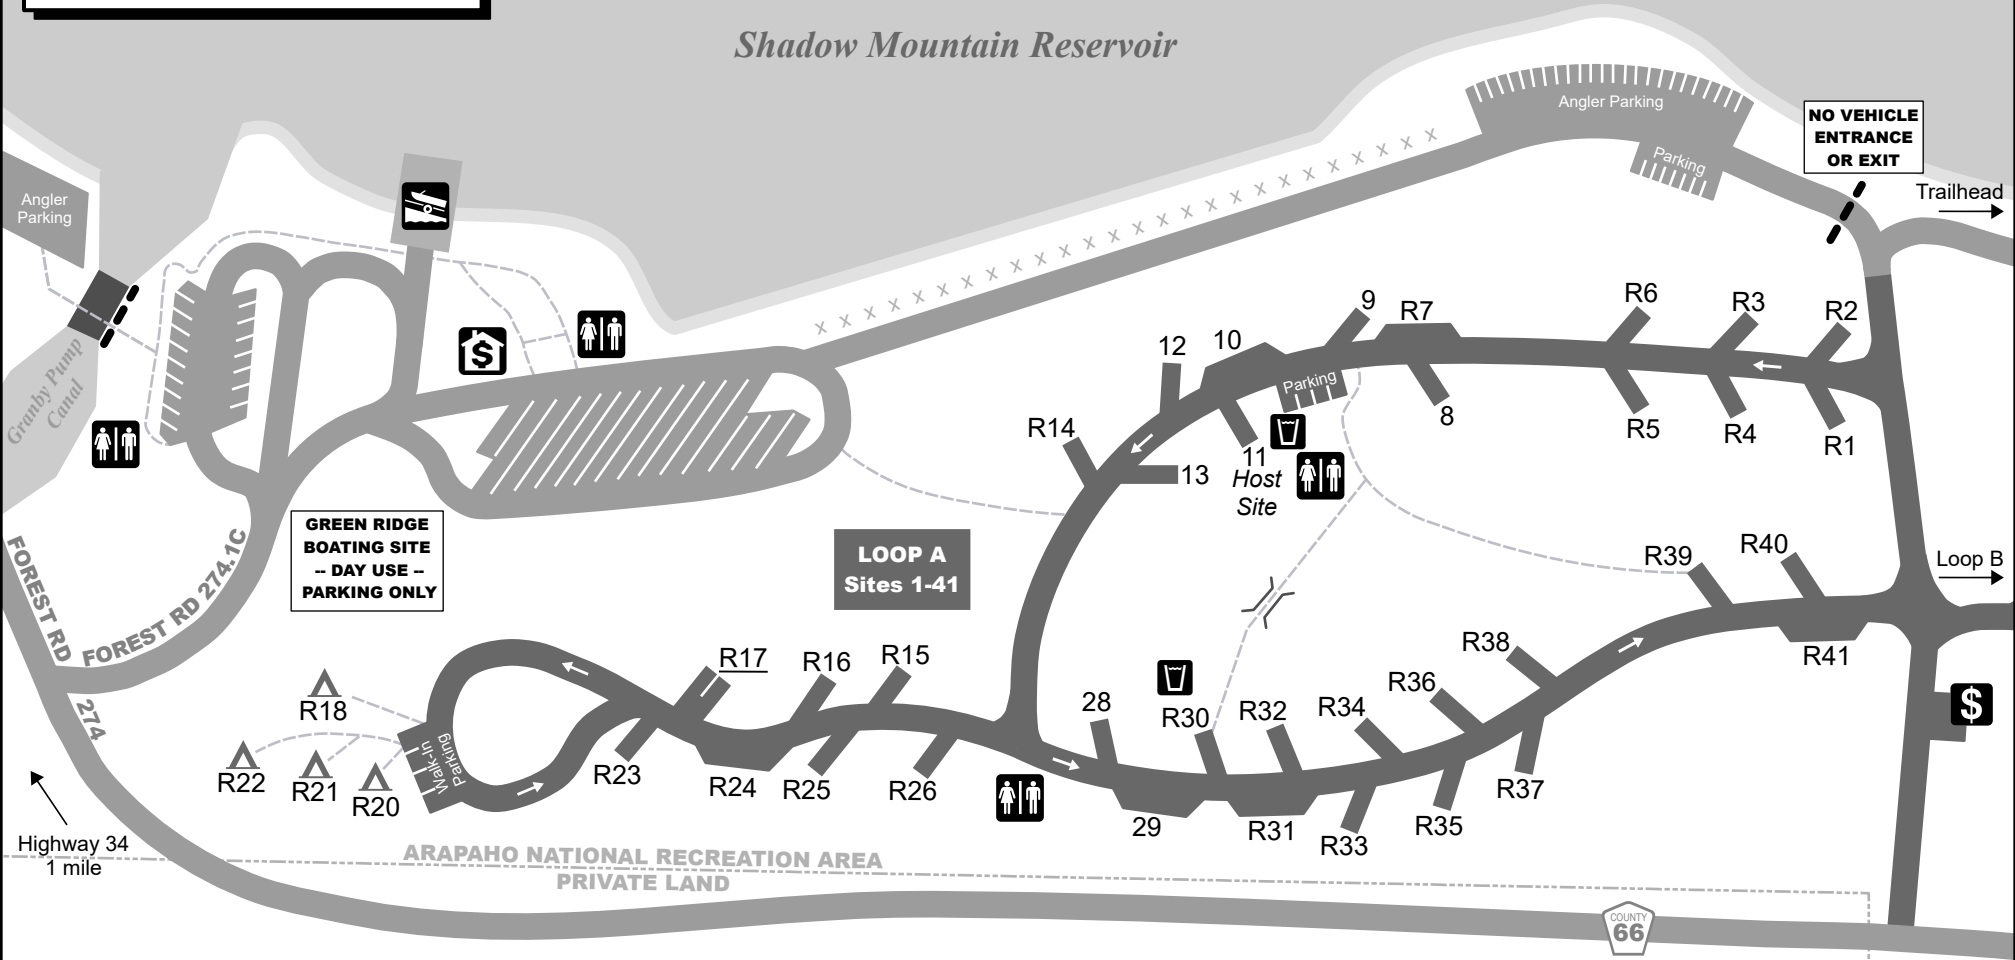 Shadow Mountain Reservoir
Angler Parking
Parking
NO VEHICLE
ENTRANCE
OR EXIT
Trailhead
Angler
Parking
Granby Pump
Canal
$
9
R7
R6
R3
R2
12
10
Parking
8
R5
R4
R1
R14
13
11
Host
Site
GREEN RIDGE
BOATING SITE
-- DAY USE --
PARKING ONLY
LOOP A
Sites 1-41
R39
R40
Loop B
FOREST RD
FOREST RD 274.1C
274
R41
$
R38
R36
R34
R32
R30
28
R15
R16
R17
R18
R22
R21
R20
Walk-In
Parking
R23
R24
R25
R26
29
R31
R33
R35
R37
Highway 34
1 mile
ARAPAHO NATIONAL RECREATION AREA
PRIVATE LAND
COUNTY
66
x x x x x x x x x x x x x x x x x x x x x x x x x x x x x x x x x x x